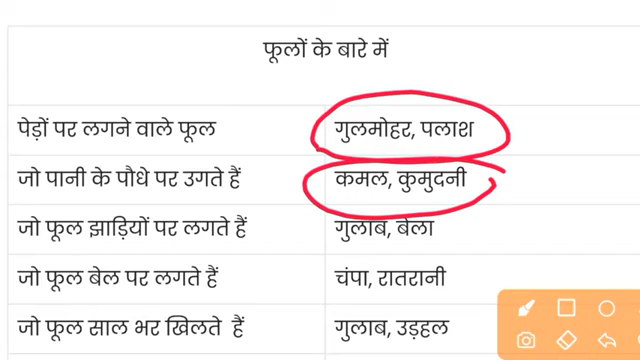 फूलों के बारे में
पेड़ों पर लगने वाले फूल गुलमोहर, पलाश
जो पानी के पौधे पर उगते हैं कमल, कुमुदनी
जो फूल झाड़ियों पर लगते हैं गुलाब, बेला
जो फूल बेल पर लगते हैं चंपा, रातरानी
जो फूल साल भर खिलते हैं गुलाब, उड़हल